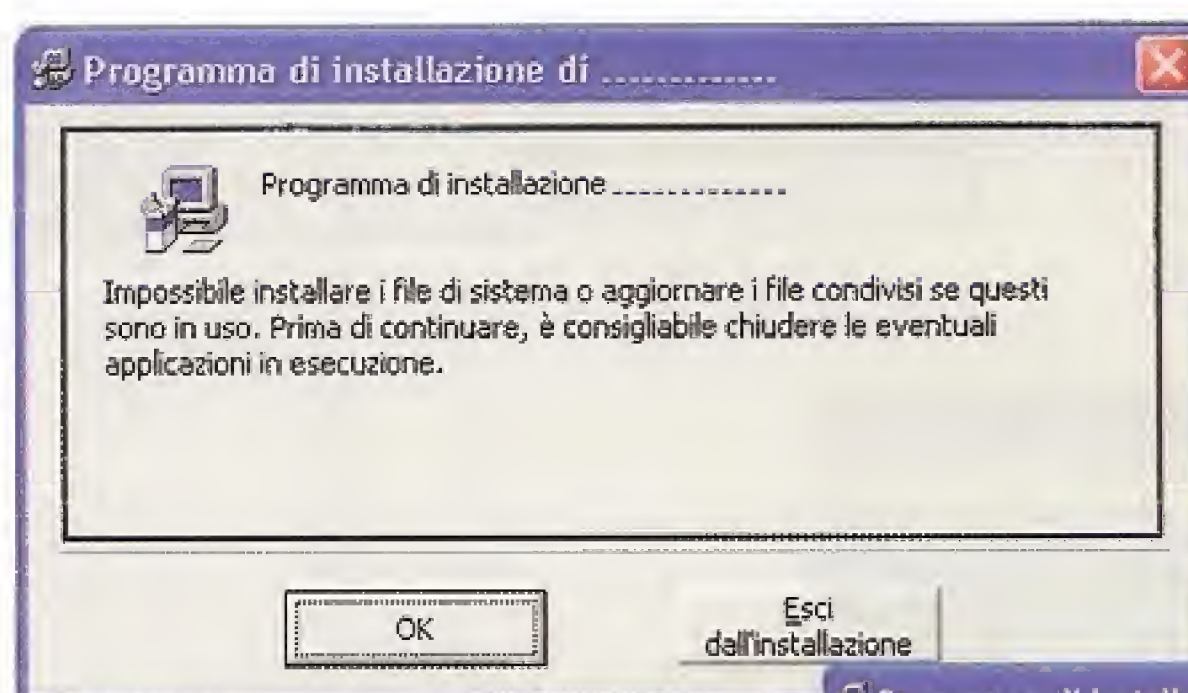 Programma di installazione di .............
Programma di installazione ..............
Impossibile installare i file di sistema o aggiornare i file condivisi se questi
sono in uso. Prima di continuare, è consigliabile chiudere le eventuali
applicazioni in esecuzione.
OK
Esci
dall'installazione